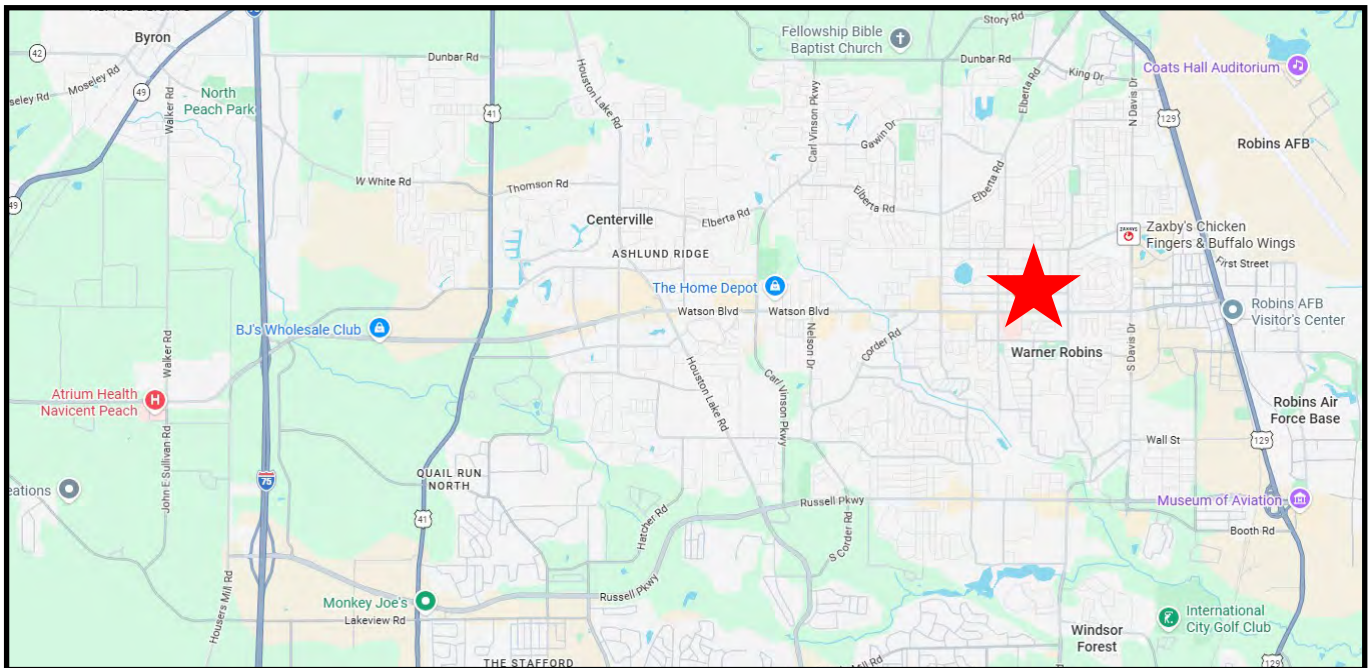 Byron
42
Moseley Rd
seley Rd
49
North
Peach Park
Walker Rd
Dunbar Rd
41
Houston Lake Rd
Fellowship Bible
Baptist Church
Story Rd
Dunbar Rd
King Dr
Elberta Rd
N Davis Dr
Coats Hall Auditorium
129
Robins AFB
Carl Vinson Pkwy
Gawin Dr
49
W White Rd
Thomson Rd
Centerville
Elberta Rd
Elberta Rd
Elberta Rd
ASHLUND RIDGE
Zaxby's Chicken
Fingers & Buffalo Wings
First Street
The Home Depot
Watson Blvd
Watson Blvd
Robins AFB
Visitor's Center
BJ's Wholesale Club
Nelson Dr
Corder Rd
Warner Robins
S Davis Dr
Walker Rd
Houston Lake Rd
Carl Vinson Pkwy
Atrium Health
Navicent Peach
H
Robins Air
Force Base
John E Sullivan Rd
Wall St
129
QUAIL RUN
NORTH
75
eations
41
Hatcher Rd
Russell Pkwy
S Corder Rd
Museum of Aviation
Booth Rd
Housers Mill Rd
Monkey Joe's
Lakeview Rd
Russell Pkwy
International
City Golf Club
Windsor
Forest
THE STAFFORD
129